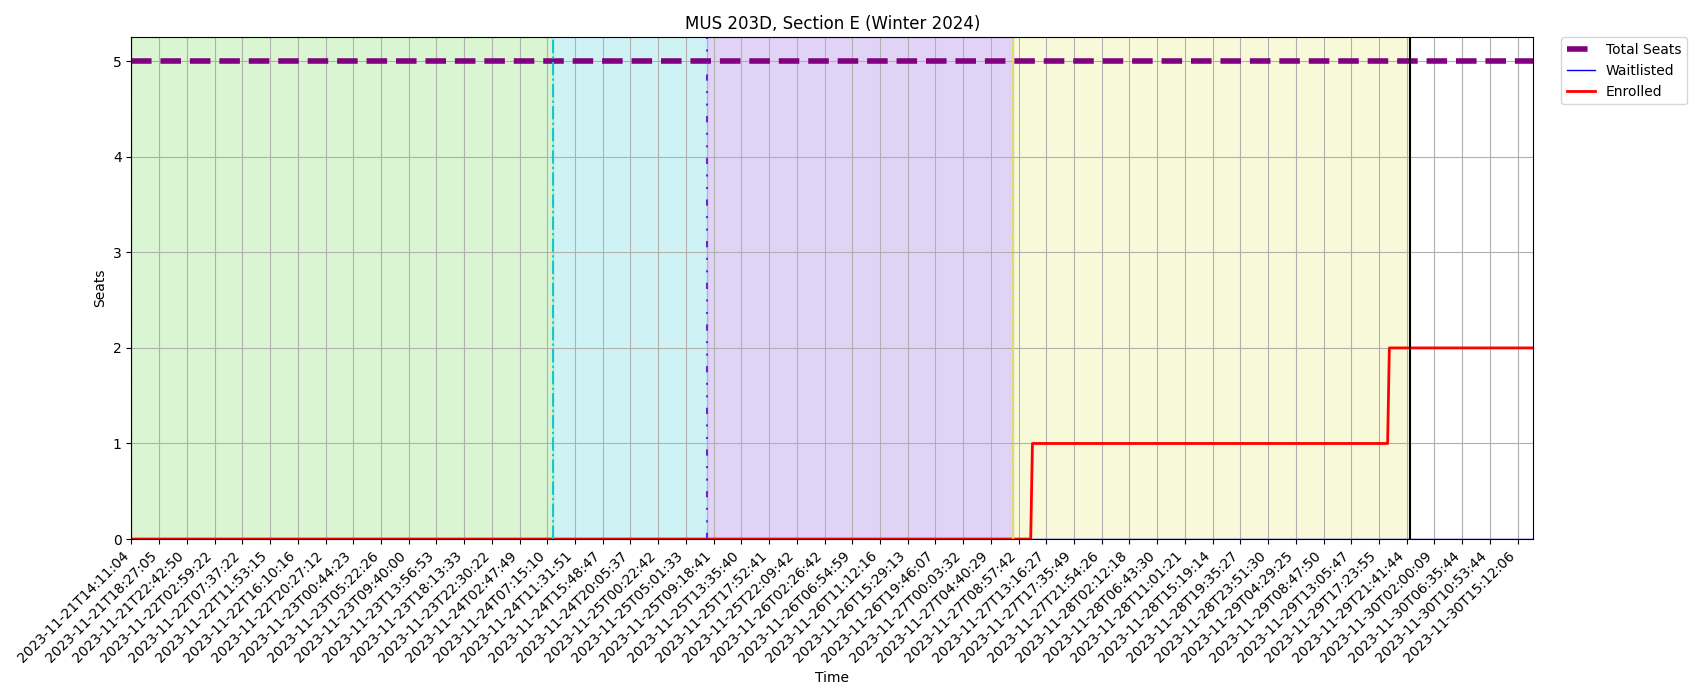 MUS 203D, Section E (Winter 2024)
Total Seats
Waitlisted
Enrolled
Seats
5
4
3
2
1
0
2023-11-21T14:11:04
2023-11-21T18:27:05
2023-11-21T22:42:50
2023-11-22T02:59:22
2023-11-22T07:37:22
2023-11-22T11:53:15
2023-11-22T16:10:16
2023-11-22T20:27:12
2023-11-23T00:44:23
2023-11-23T05:22:26
2023-11-23T09:40:00
2023-11-23T13:56:53
2023-11-23T18:13:33
2023-11-23T22:30:22
2023-11-24T02:47:49
2023-11-24T07:15:10
2023-11-24T11:31:51
2023-11-24T15:48:47
2023-11-24T20:05:37
2023-11-25T00:22:42
2023-11-25T05:01:33
2023-11-25T09:18:41
2023-11-25T13:35:40
2023-11-25T17:52:41
2023-11-25T22:09:42
2023-11-26T02:26:42
2023-11-26T06:54:59
2023-11-26T11:12:16
2023-11-26T15:29:13
2023-11-26T19:46:07
2023-11-27T00:03:32
2023-11-27T04:40:29
2023-11-27T08:57:42
2023-11-27T13:16:27
2023-11-27T17:35:49
2023-11-27T21:54:26
2023-11-28T02:12:18
2023-11-28T06:43:30
2023-11-28T11:01:21
2023-11-28T15:19:14
2023-11-28T19:35:27
2023-11-28T23:51:30
2023-11-29T04:29:25
2023-11-29T08:47:50
2023-11-29T13:05:47
2023-11-29T17:23:55
2023-11-29T21:41:44
2023-11-30T02:00:09
2023-11-30T06:35:44
2023-11-30T10:53:44
2023-11-30T15:12:06
Time